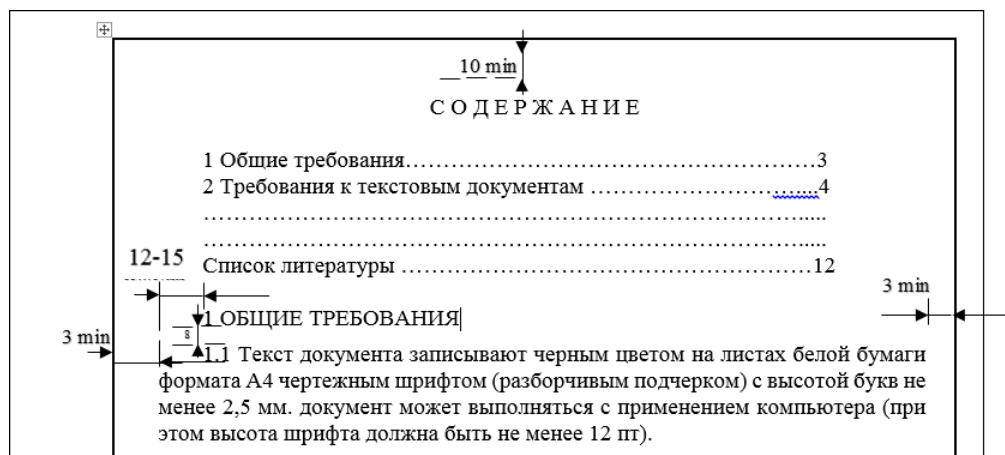 10 min
С О Д Е Р Ж А Н И Е
1 Общие требования……………………………………………….3
2 Требования к текстовым документам …………………………....4
………………………………………………………………………......
………………………………………………………………………......
12-15
Список литературы ……………………………………………….12
3 min
1 ОБЩИЕ ТРЕБОВАНИЯ
8
3 min
1.1 Текст документа записывают черным цветом на листах белой бумаги
формата А4 чертежным шрифтом (разборчивым подчерком) с высотой букв не
менее 2,5 мм. документ может выполняться с применением компьютера (при
этом высота шрифта должна быть не менее 12 пт).